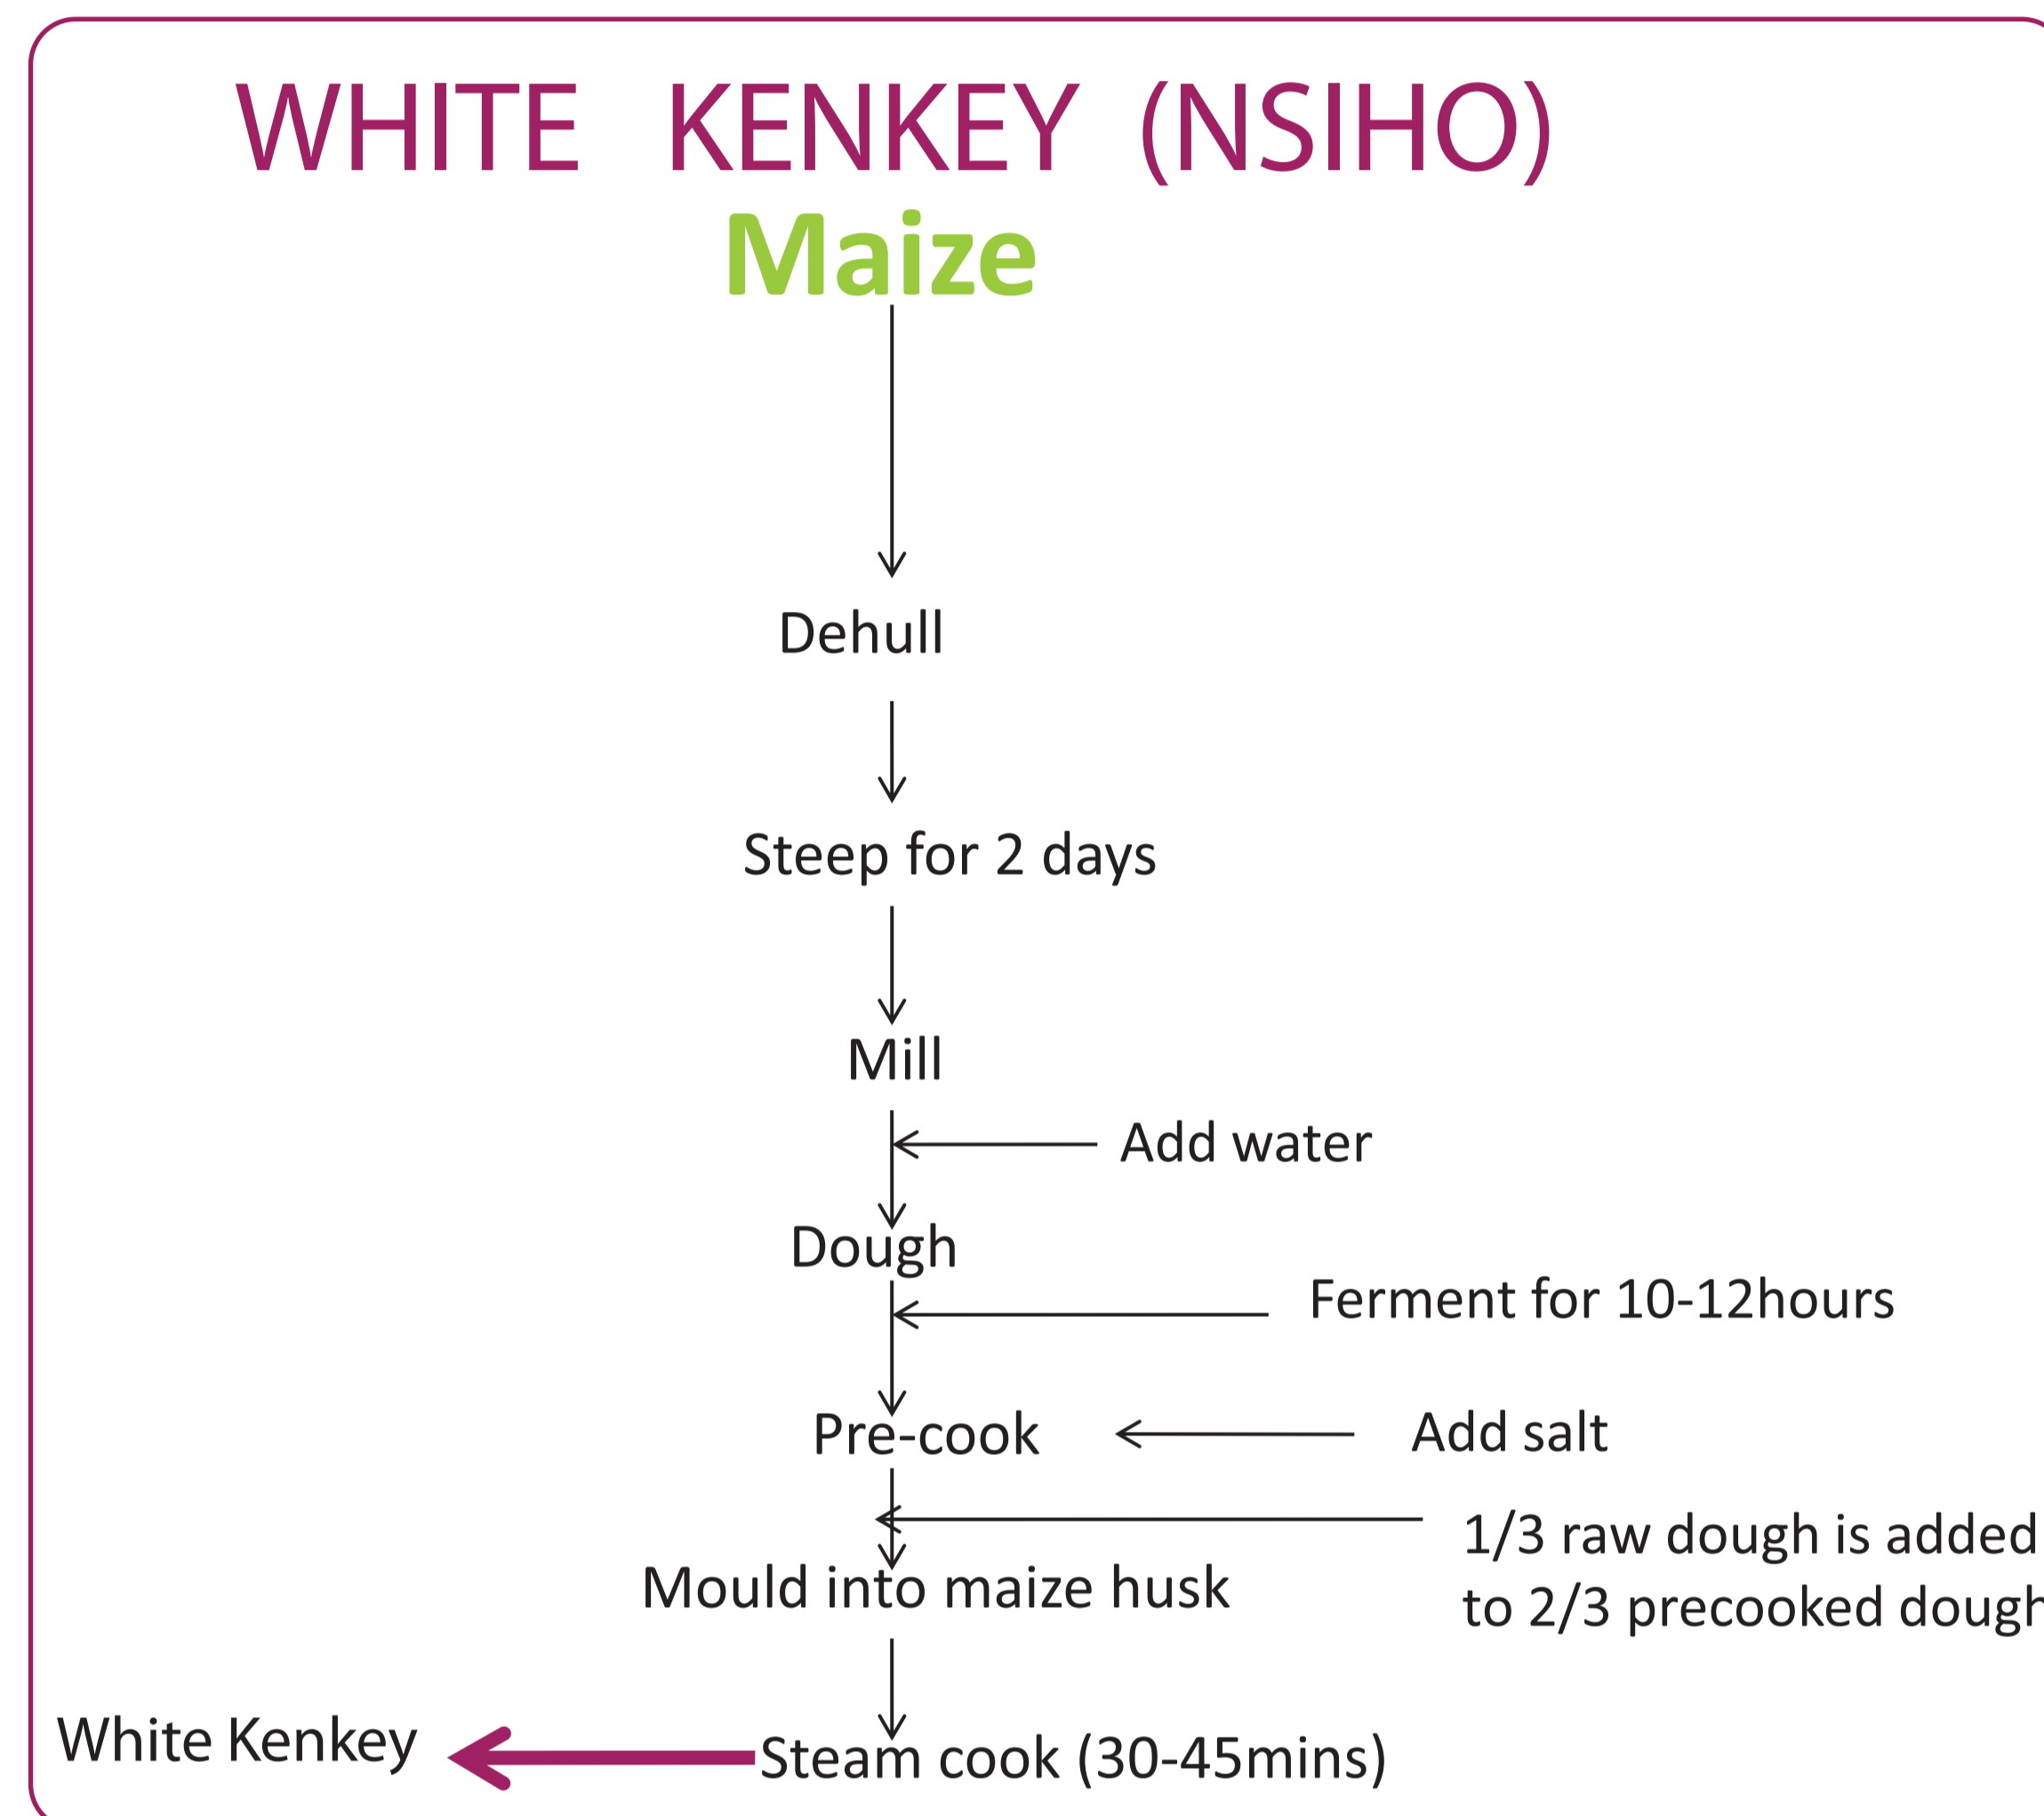 WHITE KENKEY (NSIHO)
Maize
Dehull
Steep for 2 days
Mill
Add water
Dough
Ferment for 10-12hours
Pre-cook
Add salt
1/3 raw dough is added
to 2/3 precooked dough
Mould into maize husk
White Kenkey
Steam cook (30-45mins)